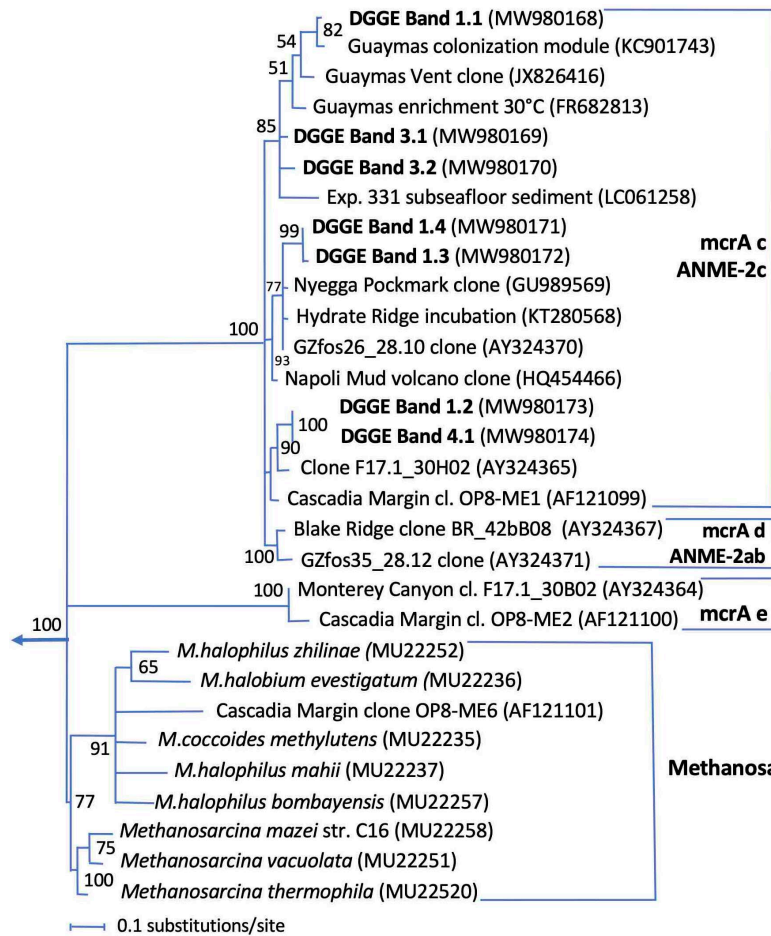 DGGE Band 1.1 (MW980168)
82
54
Guaymas colonization module (KC901743)
51
Guaymas Vent clone (JX826416)
Guaymas enrichment 30°C (FR682813)
85
DGGE Band 3.1 (MW980169)
DGGE Band 3.2 (MW980170)
Exp. 331 subseafloor sediment (LC061258)
99
DGGE Band 1.4 (MW980171)
mcrA c
DGGE Band 1.3 (MW980172)
ANME-2c
77
Nyegga Pockmark clone (GU989569)
Hydrate Ridge incubation (KT280568)
100
GZfos26_28.10 clone (AY324370)
93
Napoli Mud volcano clone (HQ454466)
DGGE Band 1.2 (MW980173)
100
DGGE Band 4.1 (MW980174)
90
Clone F17.1_30H02 (AY324365)
Cascadia Margin cl. OP8-ME1 (AF121099)
Blake Ridge clone BR_42bB08 (AY324367)
mcrA d
100
GZfos35_28.12 clone (AY324371)
ANME-2ab
100
Monterey Canyon cl. F17.1_30B02 (AY324364)
Cascadia Margin cl. OP8-ME2 (AF121100)
mcrA e
100
M.halophilus zhilinae (MU22252)
65
M.halobium evestigatum (MU22236)
Cascadia Margin clone OP8-ME6 (AF121101)
91
M.coccoides methylutens (MU22235)
M.halophilus mahii (MU22237)
Methanosa
77
M.halophilus bombayensis (MU22257)
Methanosarcina mazei str. C16 (MU22258)
75
Methanosarcina vacuolata (MU22251)
100
Methanosarcina thermophila (MU22520)
0.1 substitutions/site